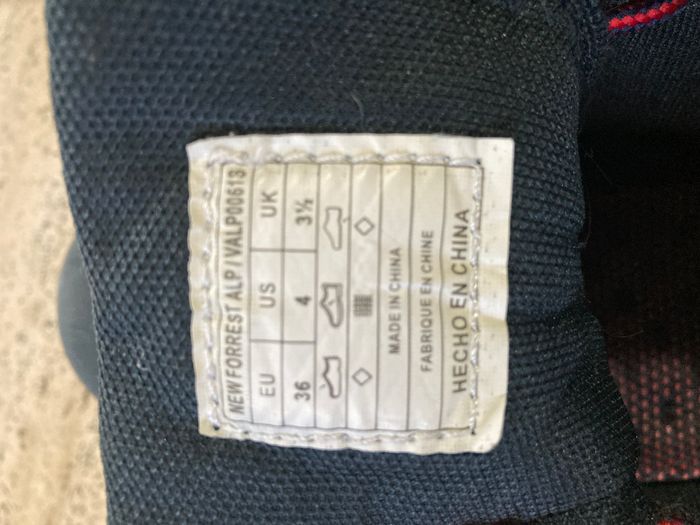 NEW FORREST ALP / VALP00613
EU US UK
36 4 3½
MADE IN CHINA
FABRIQUE EN CHINE
HECHO EN CHINA